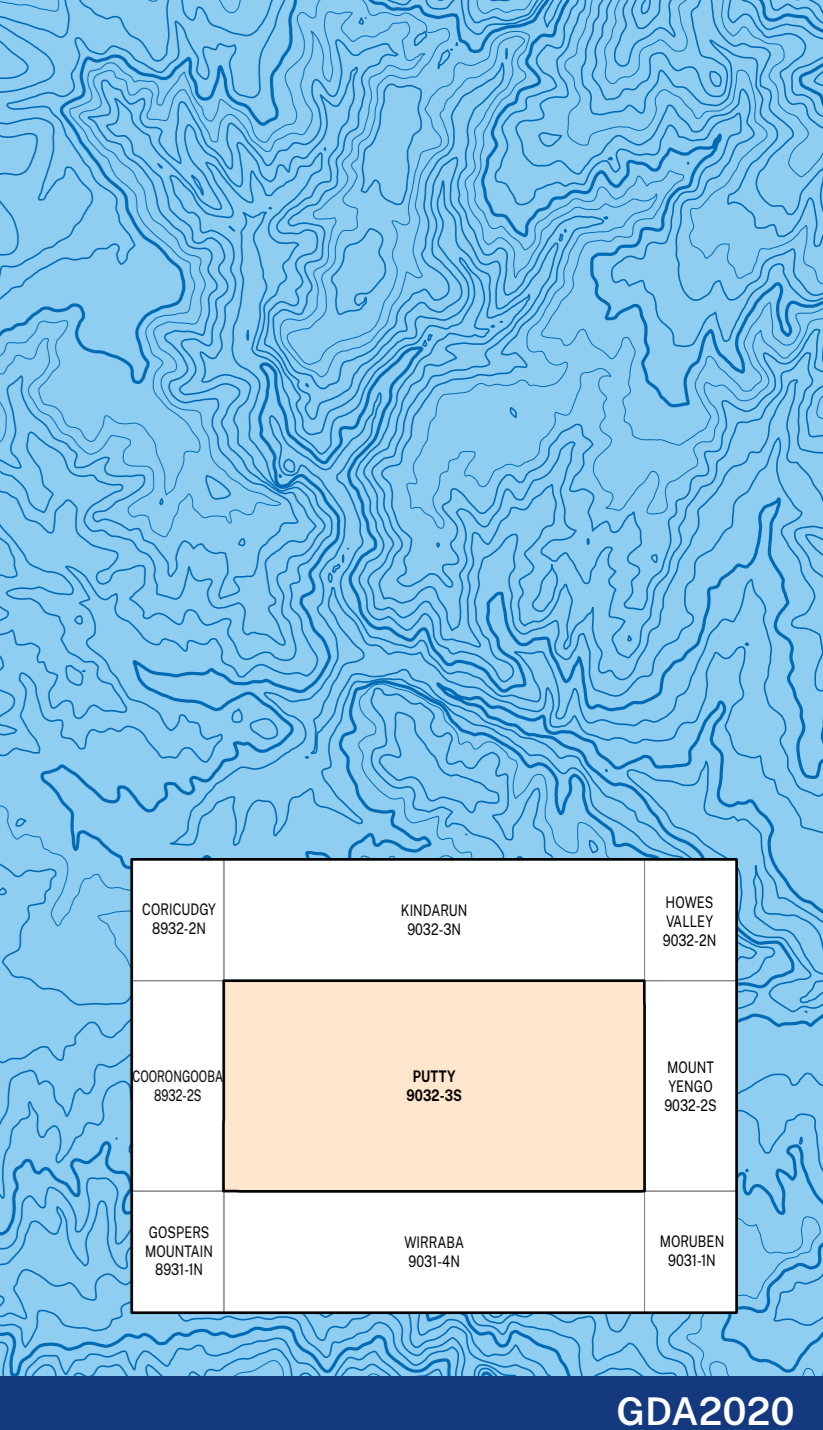 CORICUDGY
8932-2N
KINDARUN
9032-3N
HOWES
VALLEY
9032-2N
COORONGOOBA
8932-2S
PUTTY
9032-3S
MOUNT
YENGO
9032-2S
GOSPERS
MOUNTAIN
8931-1N
WIRRABA
9031-4N
MORUBEN
9031-1N
GDA2020